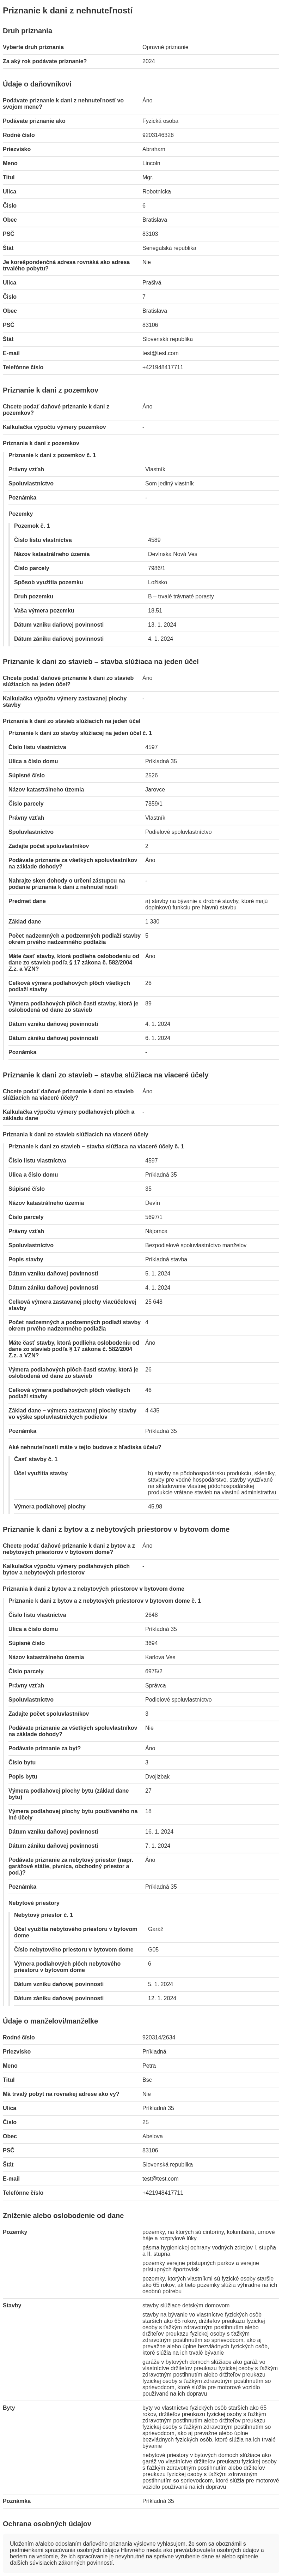 Priznanie k dani z nehnuteľností
Druh priznania
Vyberte druh priznania Opravné priznanie
Za aký rok podávate priznanie? 2024
Údaje o daňovníkovi
Podávate priznanie k dani z nehnuteľností vo Áno
svojom mene?
Podávate priznanie ako Fyzická osoba
Rodné číslo 9203146326
Priezvisko Abraham
Meno Lincoln
Titul Mgr.
Ulica Robotnícka
Číslo 6
Obec Bratislava
PSČ 83103
Štát Senegalská republika
Je korešpondenčná adresa rovnaká ako adresa Nie
trvalého pobytu?
Ulica Prašivá
Číslo 7
Obec Bratislava
PSČ 83106
Štát Slovenská republika
E-mail test@test.com
Telefónne číslo +421948417711
Priznanie k dani z pozemkov
Chcete podať daňové priznanie k dani z Áno
pozemkov?
Kalkulačka výpočtu výmery pozemkov -
Priznania k dani z pozemkov
Priznanie k dani z pozemkov č. 1
Právny vzťah Vlastník
Spoluvlastníctvo Som jediný vlastník
Poznámka -
Pozemky
Pozemok č. 1
Číslo listu vlastníctva 4589
Názov katastrálneho územia Devínska Nová Ves
Číslo parcely 7986/1
Spôsob využitia pozemku Ložisko
Druh pozemku B – trvalé trávnaté porasty
Vaša výmera pozemku 18,51
Dátum vzniku daňovej povinnosti 13. 1. 2024
Dátum zániku daňovej povinnosti 4. 1. 2024
Priznanie k dani zo stavieb – stavba slúžiaca na jeden účel
Chcete podať daňové priznanie k dani zo stavieb Áno
slúžiacich na jeden účel?
Kalkulačka výpočtu výmery zastavanej plochy -
stavby
Priznania k dani zo stavieb slúžiacich na jeden účel
Priznanie k dani zo stavby slúžiacej na jeden účel č. 1
Číslo listu vlastníctva 4597
Ulica a číslo domu Príkladná 35
Súpisné číslo 2526
Názov katastrálneho územia Jarovce
Číslo parcely 7859/1
Právny vzťah Vlastník
Spoluvlastníctvo Podielové spoluvlastníctvo
Zadajte počet spoluvlastníkov 2
Podávate priznanie za všetkých spoluvlastníkov Áno
na základe dohody?
Nahrajte sken dohody o určení zástupcu na -
podanie priznania k dani z nehnuteľností
Predmet dane a) stavby na bývanie a drobné stavby, ktoré majú
doplnkovú funkciu pre hlavnú stavbu
Základ dane 1 330
Počet nadzemných a podzemných podlaží stavby 5
okrem prvého nadzemného podlažia
Máte časť stavby, ktorá podlieha oslobodeniu od Áno
dane zo stavieb podľa § 17 zákona č. 582/2004
Z.z. a VZN?
Celková výmera podlahových plôch všetkých 26
podlaží stavby
Výmera podlahových plôch časti stavby, ktorá je 89
oslobodená od dane zo stavieb
Dátum vzniku daňovej povinnosti 4. 1. 2024
Dátum zániku daňovej povinnosti 6. 1. 2024
Poznámka -
Priznanie k dani zo stavieb – stavba slúžiaca na viaceré účely
Chcete podať daňové priznanie k dani zo stavieb Áno
slúžiacich na viaceré účely?
Kalkulačka výpočtu výmery podlahových plôch a -
základu dane
Priznania k dani zo stavieb slúžiacich na viaceré účely
Priznanie k dani zo stavieb – stavba slúžiaca na viaceré účely č. 1
Číslo listu vlastníctva 4597
Ulica a číslo domu Príkladná 35
Súpisné číslo 35
Názov katastrálneho územia Devín
Číslo parcely 5697/1
Právny vzťah Nájomca
Spoluvlastníctvo Bezpodielové spoluvlastníctvo manželov
Popis stavby Príkladná stavba
Dátum vzniku daňovej povinnosti 5. 1. 2024
Dátum zániku daňovej povinnosti 4. 1. 2024
Celková výmera zastavanej plochy viacúčelovej 25 648
stavby
Počet nadzemných a podzemných podlaží stavby 4
okrem prvého nadzemného podlažia
Máte časť stavby, ktorá podlieha oslobodeniu od Áno
dane zo stavieb podľa § 17 zákona č. 582/2004
Z.z. a VZN?
Výmera podlahových plôch časti stavby, ktorá je 26
oslobodená od dane zo stavieb
Celková výmera podlahových plôch všetkých 46
podlaží stavby
Základ dane – výmera zastavanej plochy stavby 4 435
vo výške spoluvlastníckych podielov
Poznámka Príkladná 35
Aké nehnuteľnosti máte v tejto budove z hľadiska účelu?
Časť stavby č. 1
Účel využitia stavby b) stavby na pôdohospodársku produkciu, skleníky,
stavby pre vodné hospodárstvo, stavby využívané
na skladovanie vlastnej pôdohospodárskej
produkcie vrátane stavieb na vlastnú administratívu
Výmera podlahovej plochy 45,98
Priznanie k dani z bytov a z nebytových priestorov v bytovom dome
Chcete podať daňové priznanie k dani z bytov a z Áno
nebytových priestorov v bytovom dome?
Kalkulačka výpočtu výmery podlahových plôch -
bytov a nebytových priestorov
Priznania k dani z bytov a z nebytových priestorov v bytovom dome
Priznanie k dani z bytov a z nebytových priestorov v bytovom dome č. 1
Číslo listu vlastníctva 2648
Ulica a číslo domu Príkladná 35
Súpisné číslo 3694
Názov katastrálneho územia Karlova Ves
Číslo parcely 6975/2
Právny vzťah Správca
Spoluvlastníctvo Podielové spoluvlastníctvo
Zadajte počet spoluvlastníkov 3
Podávate priznanie za všetkých spoluvlastníkov Nie
na základe dohody?
Podávate priznanie za byt? Áno
Číslo bytu 3
Popis bytu Dvojizbak
Výmera podlahovej plochy bytu (základ dane 27
bytu)
Výmera podlahovej plochy bytu používaného na 18
iné účely
Dátum vzniku daňovej povinnosti 16. 1. 2024
Dátum zániku daňovej povinnosti 7. 1. 2024
Podávate priznanie za nebytový priestor (napr. Áno
garážové státie, pivnica, obchodný priestor a
pod.)?
Poznámka Príkladná 35
Nebytové priestory
Nebytový priestor č. 1
Účel využitia nebytového priestoru v bytovom Garáž
dome
Číslo nebytového priestoru v bytovom dome G05
Výmera podlahových plôch nebytového 6
priestoru v bytovom dome
Dátum vzniku daňovej povinnosti 5. 1. 2024
Dátum zániku daňovej povinnosti 12. 1. 2024
Údaje o manželovi/manželke
Rodné číslo 920314/2634
Priezvisko Príkladná
Meno Petra
Titul Bsc
Má trvalý pobyt na rovnakej adrese ako vy? Nie
Ulica Príkladná 35
Číslo 25
Obec Abelova
PSČ 83106
Štát Slovenská republika
E-mail test@test.com
Telefónne číslo +421948417711
Zníženie alebo oslobodenie od dane
Pozemky pozemky, na ktorých sú cintoríny, kolumbáriá, urnové
háje a rozptylové lúky
pásma hygienickej ochrany vodných zdrojov I. stupňa
a II. stupňa
pozemky verejne prístupných parkov a verejne
prístupných športovísk
pozemky, ktorých vlastníkmi sú fyzické osoby staršie
ako 65 rokov, ak tieto pozemky slúžia výhradne na ich
osobnú potrebu
Stavby stavby slúžiace detským domovom
stavby na bývanie vo vlastníctve fyzických osôb
starších ako 65 rokov, držiteľov preukazu fyzickej
osoby s ťažkým zdravotným postihnutím alebo
držiteľov preukazu fyzickej osoby s ťažkým
zdravotným postihnutím so sprievodcom, ako aj
prevažne alebo úplne bezvládnych fyzických osôb,
ktoré slúžia na ich trvalé bývanie
garáže v bytových domoch slúžiace ako garáž vo
vlastníctve držiteľov preukazu fyzickej osoby s ťažkým
zdravotným postihnutím alebo držiteľov preukazu
fyzickej osoby s ťažkým zdravotným postihnutím so
sprievodcom, ktoré slúžia pre motorové vozidlo
používané na ich dopravu
Byty byty vo vlastníctve fyzických osôb starších ako 65
rokov, držiteľov preukazu fyzickej osoby s ťažkým
zdravotným postihnutím alebo držiteľov preukazu
fyzickej osoby s ťažkým zdravotným postihnutím so
sprievodcom, ako aj prevažne alebo úplne
bezvládnych fyzických osôb, ktoré slúžia na ich trvalé
bývanie
nebytové priestory v bytových domoch slúžiace ako
garáž vo vlastníctve držiteľov preukazu fyzickej osoby
s ťažkým zdravotným postihnutím alebo držiteľov
preukazu fyzickej osoby s ťažkým zdravotným
postihnutím so sprievodcom, ktoré slúžia pre motorové
vozidlo používané na ich dopravu
Poznámka Príkladná 35
Ochrana osobných údajov
Uložením a/alebo odoslaním daňového priznania výslovne vyhlasujem, že som sa oboznámil s
podmienkami spracúvania osobných údajov Hlavného mesta ako prevádzkovateľa osobných údajov a
beriem na vedomie, že ich spracúvanie je nevyhnutné na správne vyrubenie dane a/ alebo splnenie
ďalších súvisiacich zákonných povinností.